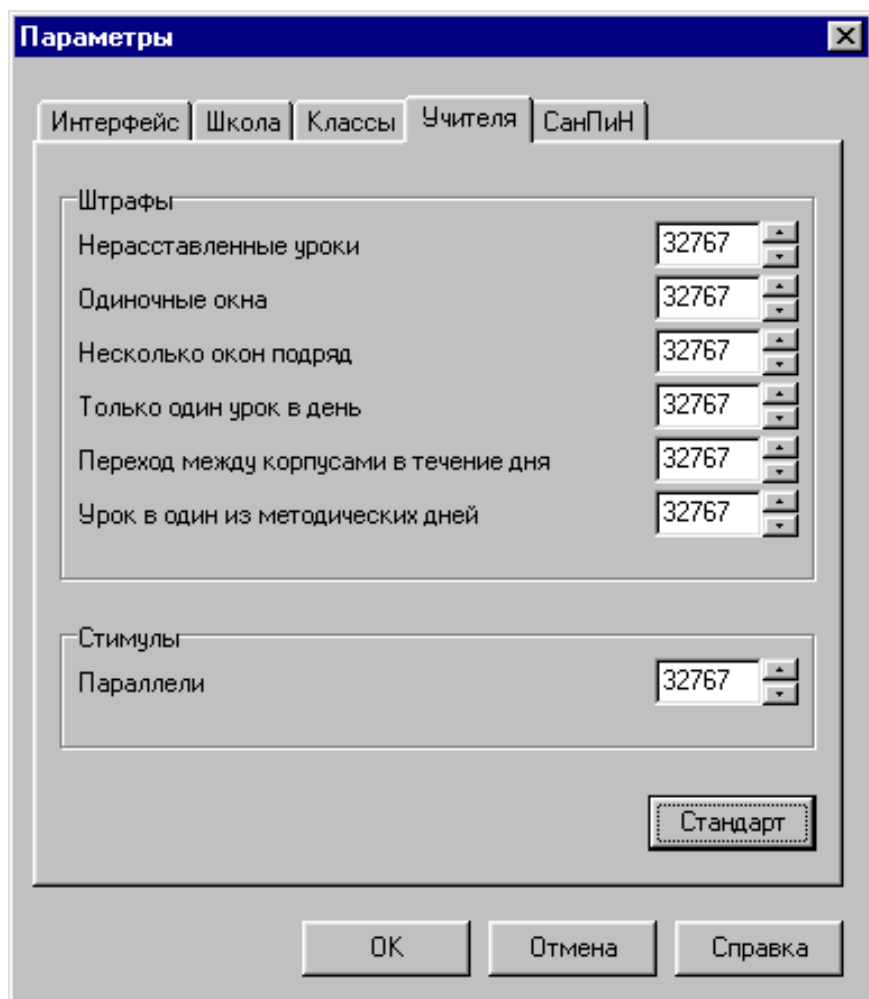 Параметры
Интерфейс Школа Классы Учителя СанПиН
Штрафы
Нерасставленные уроки 32767
Одиночные окна 32767
Несколько окон подряд 32767
Только один урок в день 32767
Переход между корпусами в течение дня 32767
Урок в один из методических дней 32767
Стимулы
Параллели 32767
Стандарт
OK Отмена Справка